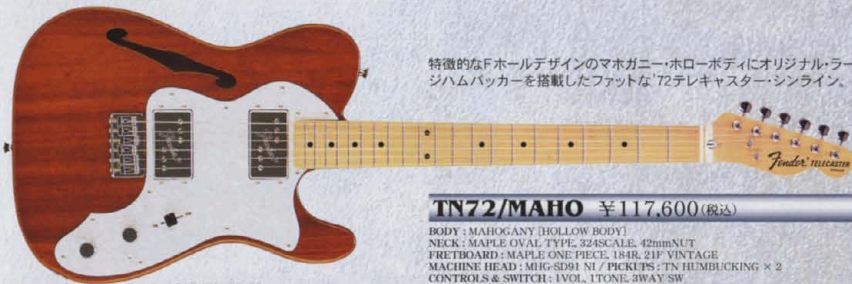 特徴的なFホールデザインのマホガニー・ホローボディにオリジナル・ラー
ジハムバッカーを搭載したファットな'72テレキャスター・シンライン。
Fender TELECASTER
TN72/MAHO ¥117,600(税込)
BODY : MAHOGANY [HOLLOW BODY]
NECK : MAPLE OVAL TYPE, 324SCALE, 42mmNUT
FRETBOARD : MAPLE ONE PIECE, 184R, 21F VINTAGE
MACHINE HEAD : MHG-SD91 NI / PICKUPS : TN HUMBUCKING × 2
CONTROLS & SWITCH : 1VOL, 1TONE, 3WAY SW